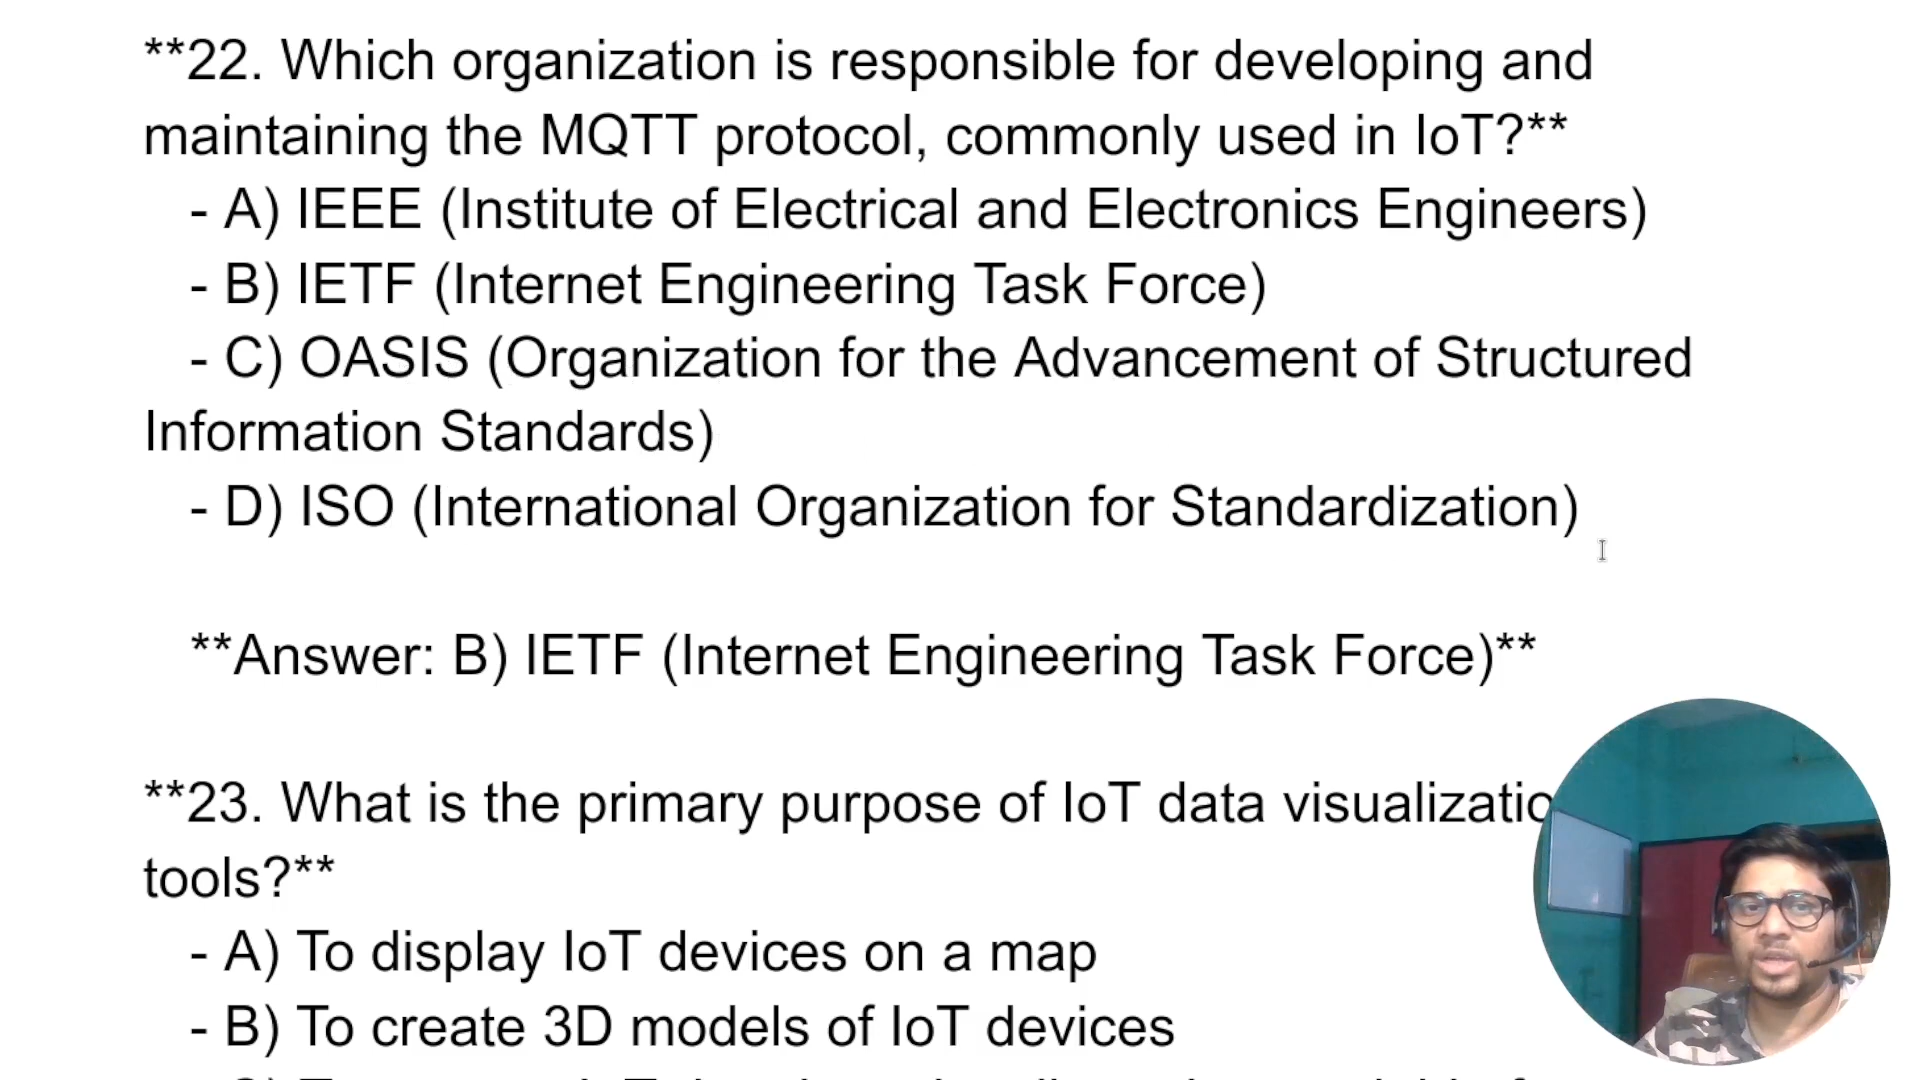 **22. Which organization is responsible for developing and
maintaining the MQTT protocol, commonly used in IoT?**
- A) IEEE (Institute of Electrical and Electronics Engineers)
- B) IETF (Internet Engineering Task Force)
- C) OASIS (Organization for the Advancement of Structured
Information Standards)
- D) ISO (International Organization for Standardization)
**Answer: B) IETF (Internet Engineering Task Force)**
**23. What is the primary purpose of IoT data visualizatio
tools?**
- A) To display IoT devices on a map
- B) To create 3D models of IoT devices